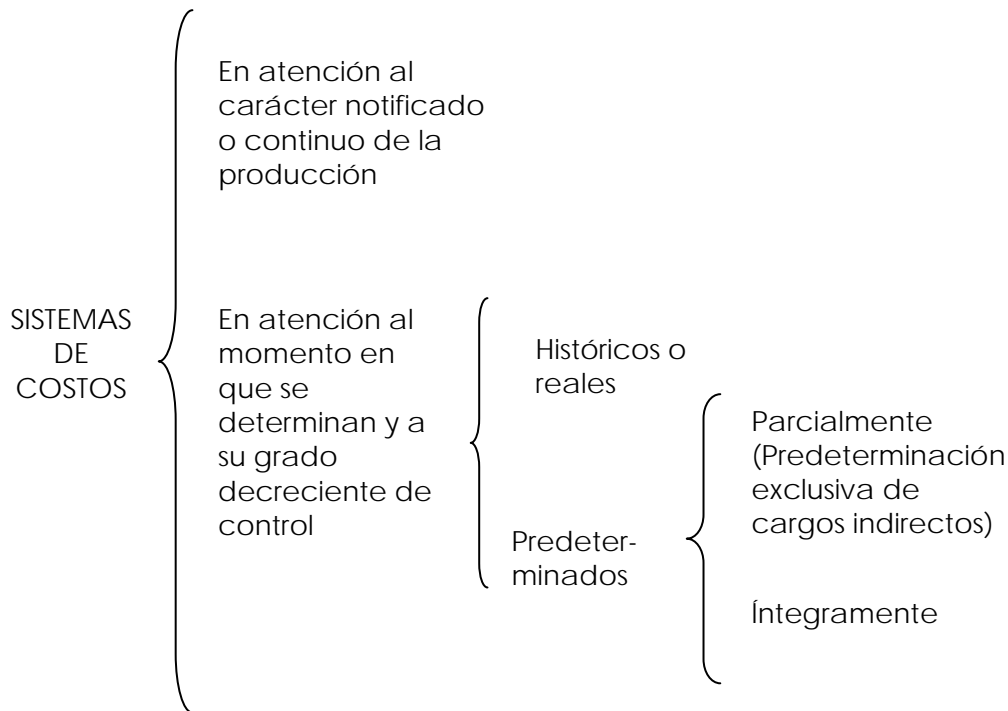 En atención al
carácter notificado
o continuo de la
producción
SISTEMAS
DE
COSTOS
En atención al
momento en
que se
determinan y a
su grado
decreciente de
control
Históricos o
reales
Predeter-
minados
Parcialmente
(Predeterminación
exclusiva de
cargos indirectos)
Íntegramente